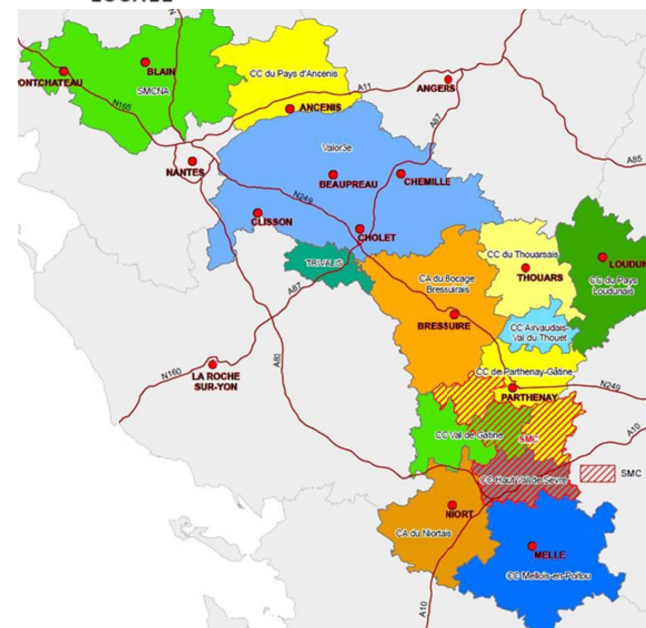 PONTCHATEAU
BLAIN
SMCNA
N165
CC du Pays d'Ancenis
ANCENIS
A11
ANGERS
A87
A85
NANTES
Valor3e
BEAUPREAU
CHEMILLE
N249
CLISSON
CHOLET
TRIVALIS
A87
A83
LA ROCHE
SUR-YON
N160
CA du Bocage
Bressuirais
BRESSUIRE
CC du Thouarsais
THOUARS
LOUDUN
CC du Pays
Loudunais
CC Airvaudais-
Val du Thouet
CC de Parthenay-Gâtine
PARTHENAY
N249
CC Val de Gâtine
SMC
A10
CC Haut Val de Sèvre
SMC
NIORT
CA du Niortais
MELLE
CC Mellois-en-Poitou
A10